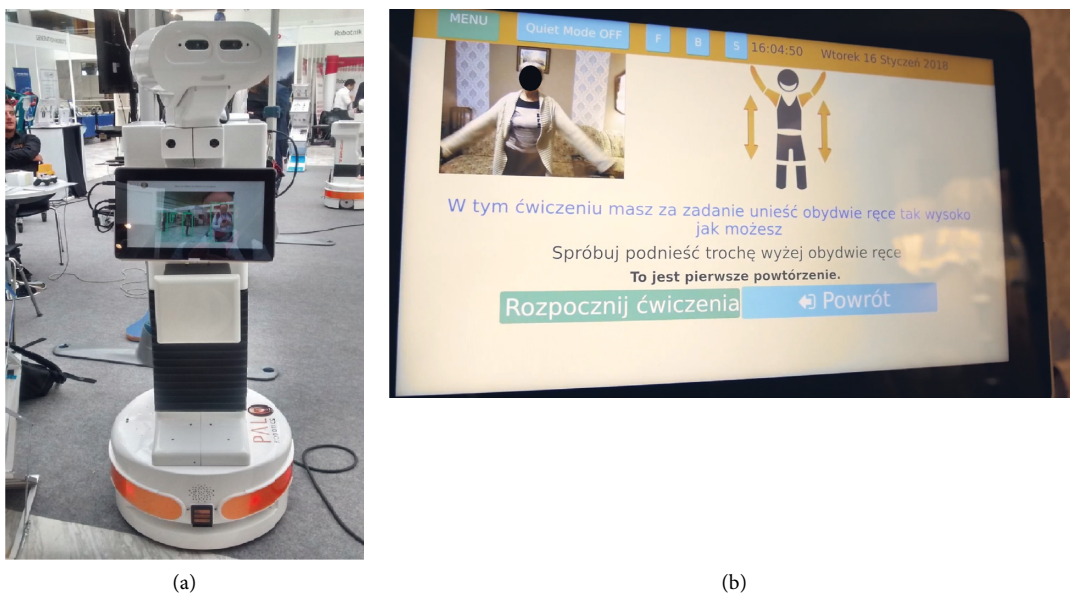 Robotnik
PAL
ROBOTICS
MENU
Quiet Mode OFF
F
B
S
16:04:50
Wtorek 16 Styczeń 2018
W tym ćwiczeniu masz za zadanie unieść obydwie ręce tak wysoko
jak możesz
Spróbuj podnieść trochę wyżej obydwie ręce
To jest pierwsze powtórzenie.
Rozpocznij ćwiczenia
Powrót
(a)
(b)